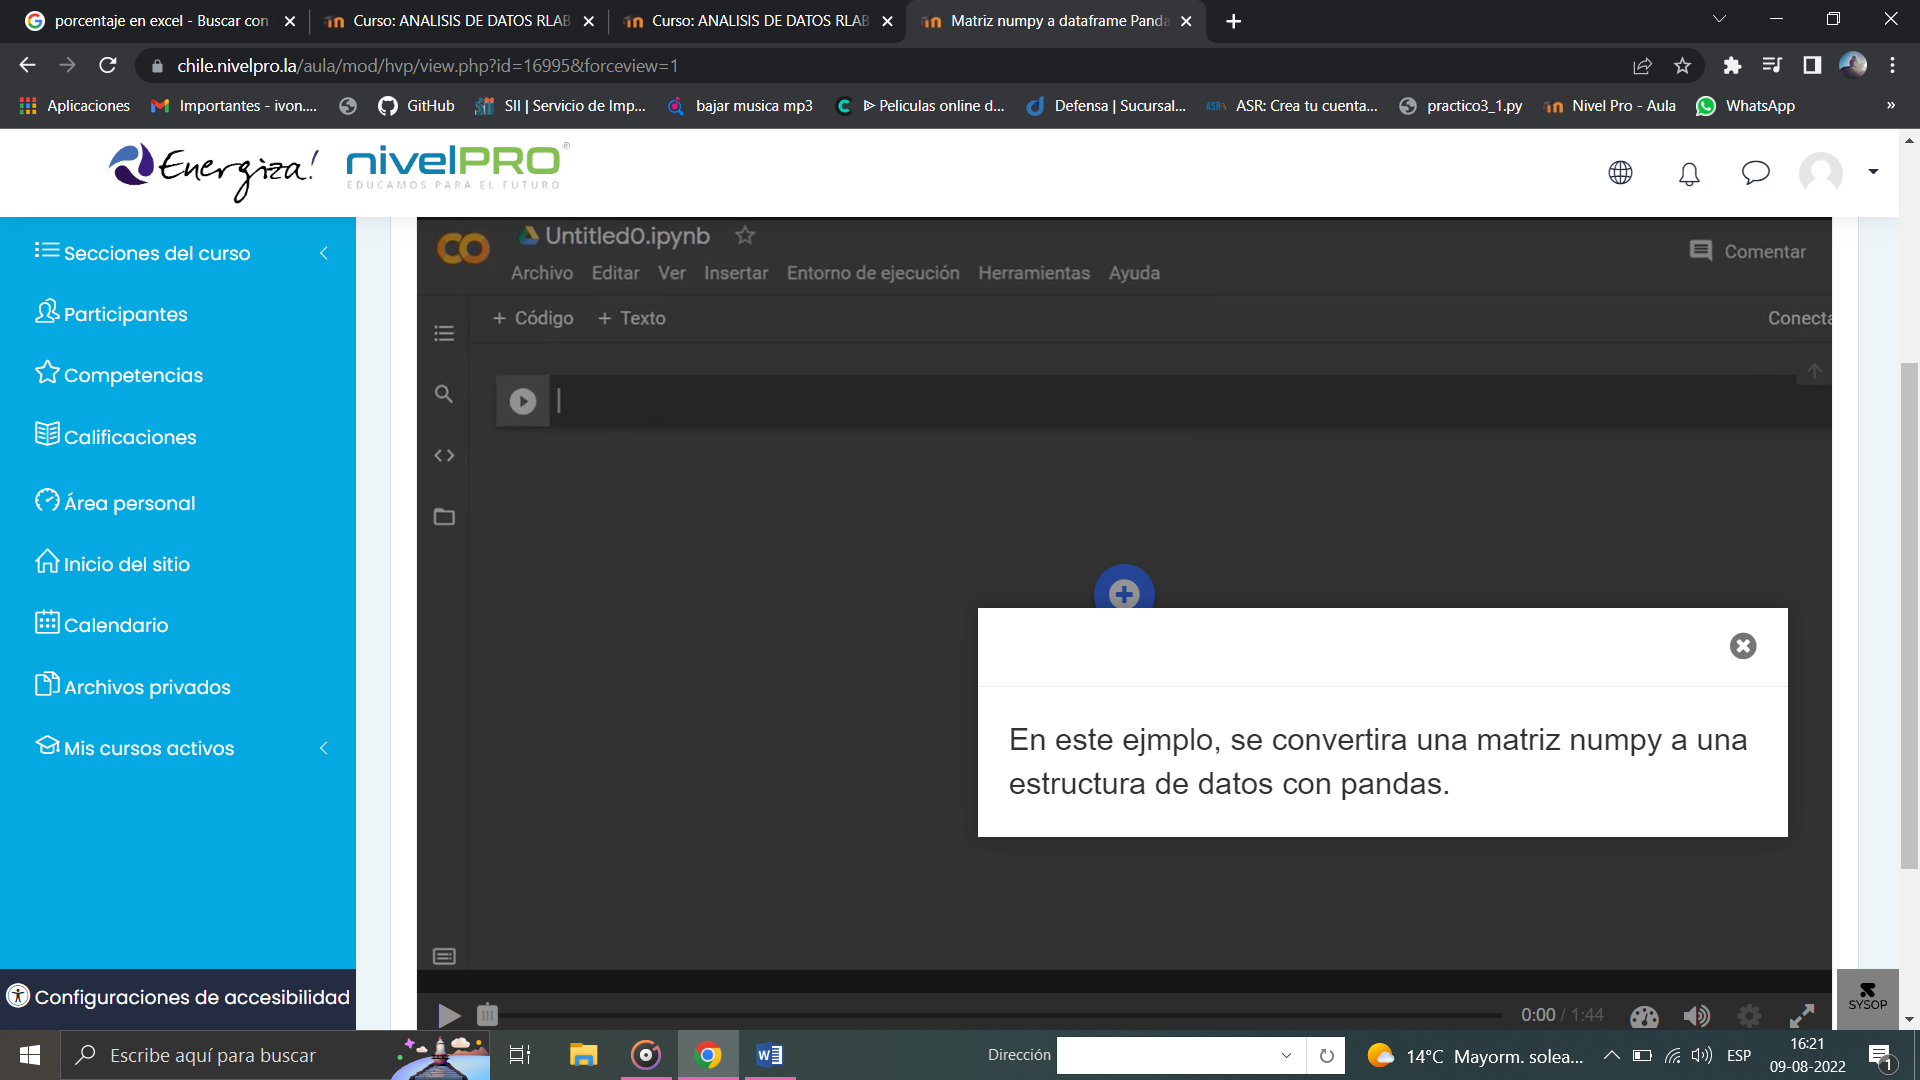 porcentaje en excel - Buscar con
Curso: ANALISIS DE DATOS RLAB
Curso: ANALISIS DE DATOS RLAB
Matriz numpy a dataframe Panda
chile.nivelpro.la/aula/mod/hvp/view.php?id=16995&forceview=1
Aplicaciones
Importantes - ivon....
GitHub
SII | Servicio de Imp...
bajar musica mp3
Peliculas online d...
Defensa | Sucursal...
ASR: Crea tu cuenta...
practico3_1.py
Nivel Pro - Aula
WhatsApp
»
Energiza!
nivelPRO®
EDUCAMOS PARA EL FUTURO
Secciones del curso
Participantes
Competencias
Calificaciones
Área personal
Inicio del sitio
Calendario
Archivos privados
Mis cursos activos
Configuraciones de accesibilidad
Untitled0.ipynb
Comentar
Archivo Editar Ver Insertar Entorno de ejecución Herramientas Ayuda
+ Código + Texto
Conecta
En este ejmplo, se convertira una matriz numpy a una
estructura de datos con pandas.
0:00 / 1:44
SYSOP
Escribe aquí para buscar
Dirección
14°C Mayorm. solea...
ESP
16:21
09-08-2022
1